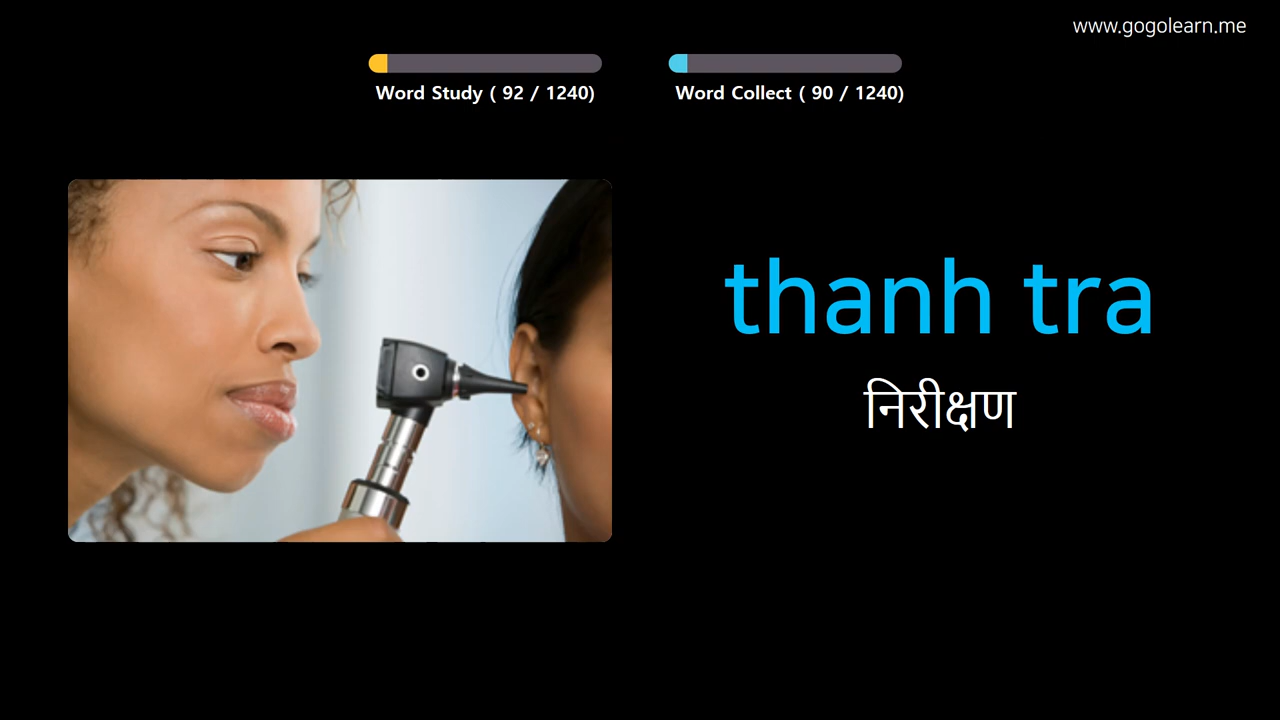 www.gogolearn.me
Word Study ( 92 / 1240)
Word Collect ( 90 / 1240)
thanh tra
निरीक्षण